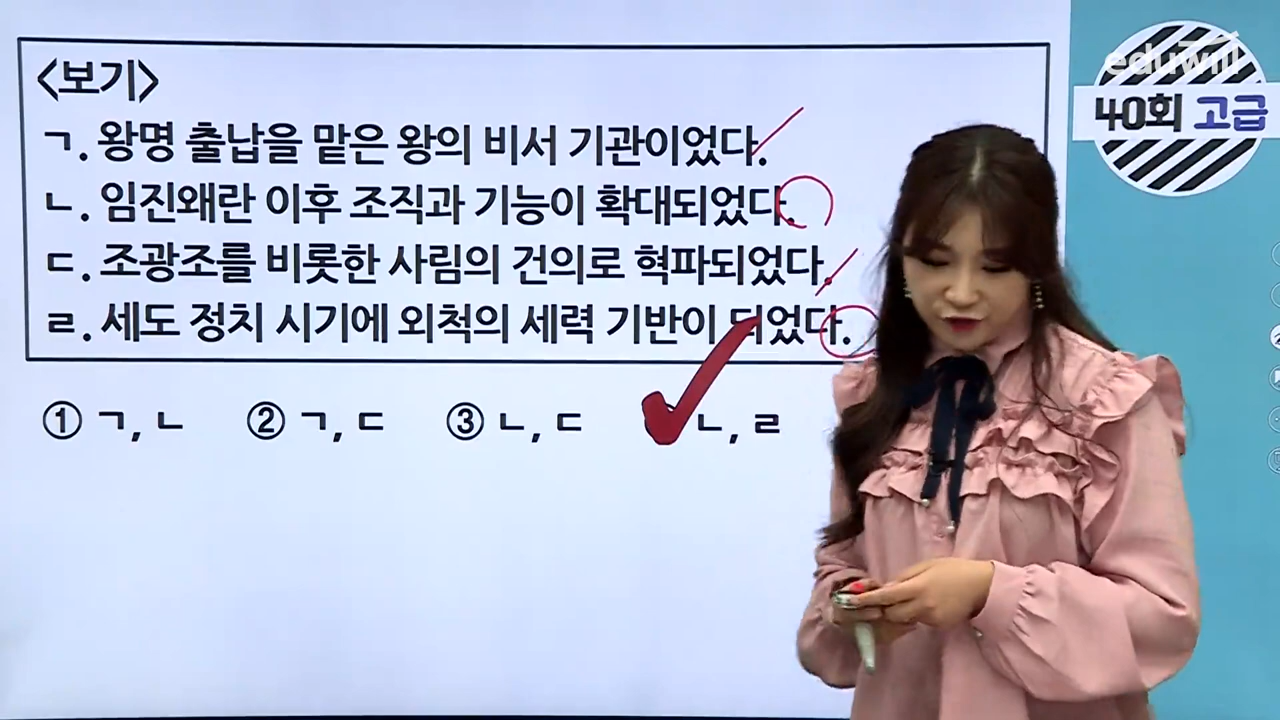 <보기>
ㄱ. 왕명 출납을 맡은 왕의 비서 기관이었다.
ㄴ. 임진왜란 이후 조직과 기능이 확대되었다.
ㄷ. 조광조를 비롯한 사림의 건의로 혁파되었다.
ㄹ. 세도 정치 시기에 외척의 세력 기반이 되었다.
① ㄱ, ㄴ ② ㄱ, ㄷ ③ ㄴ, ㄷ ㄴ, ㄹ
eduwill
40회 고급